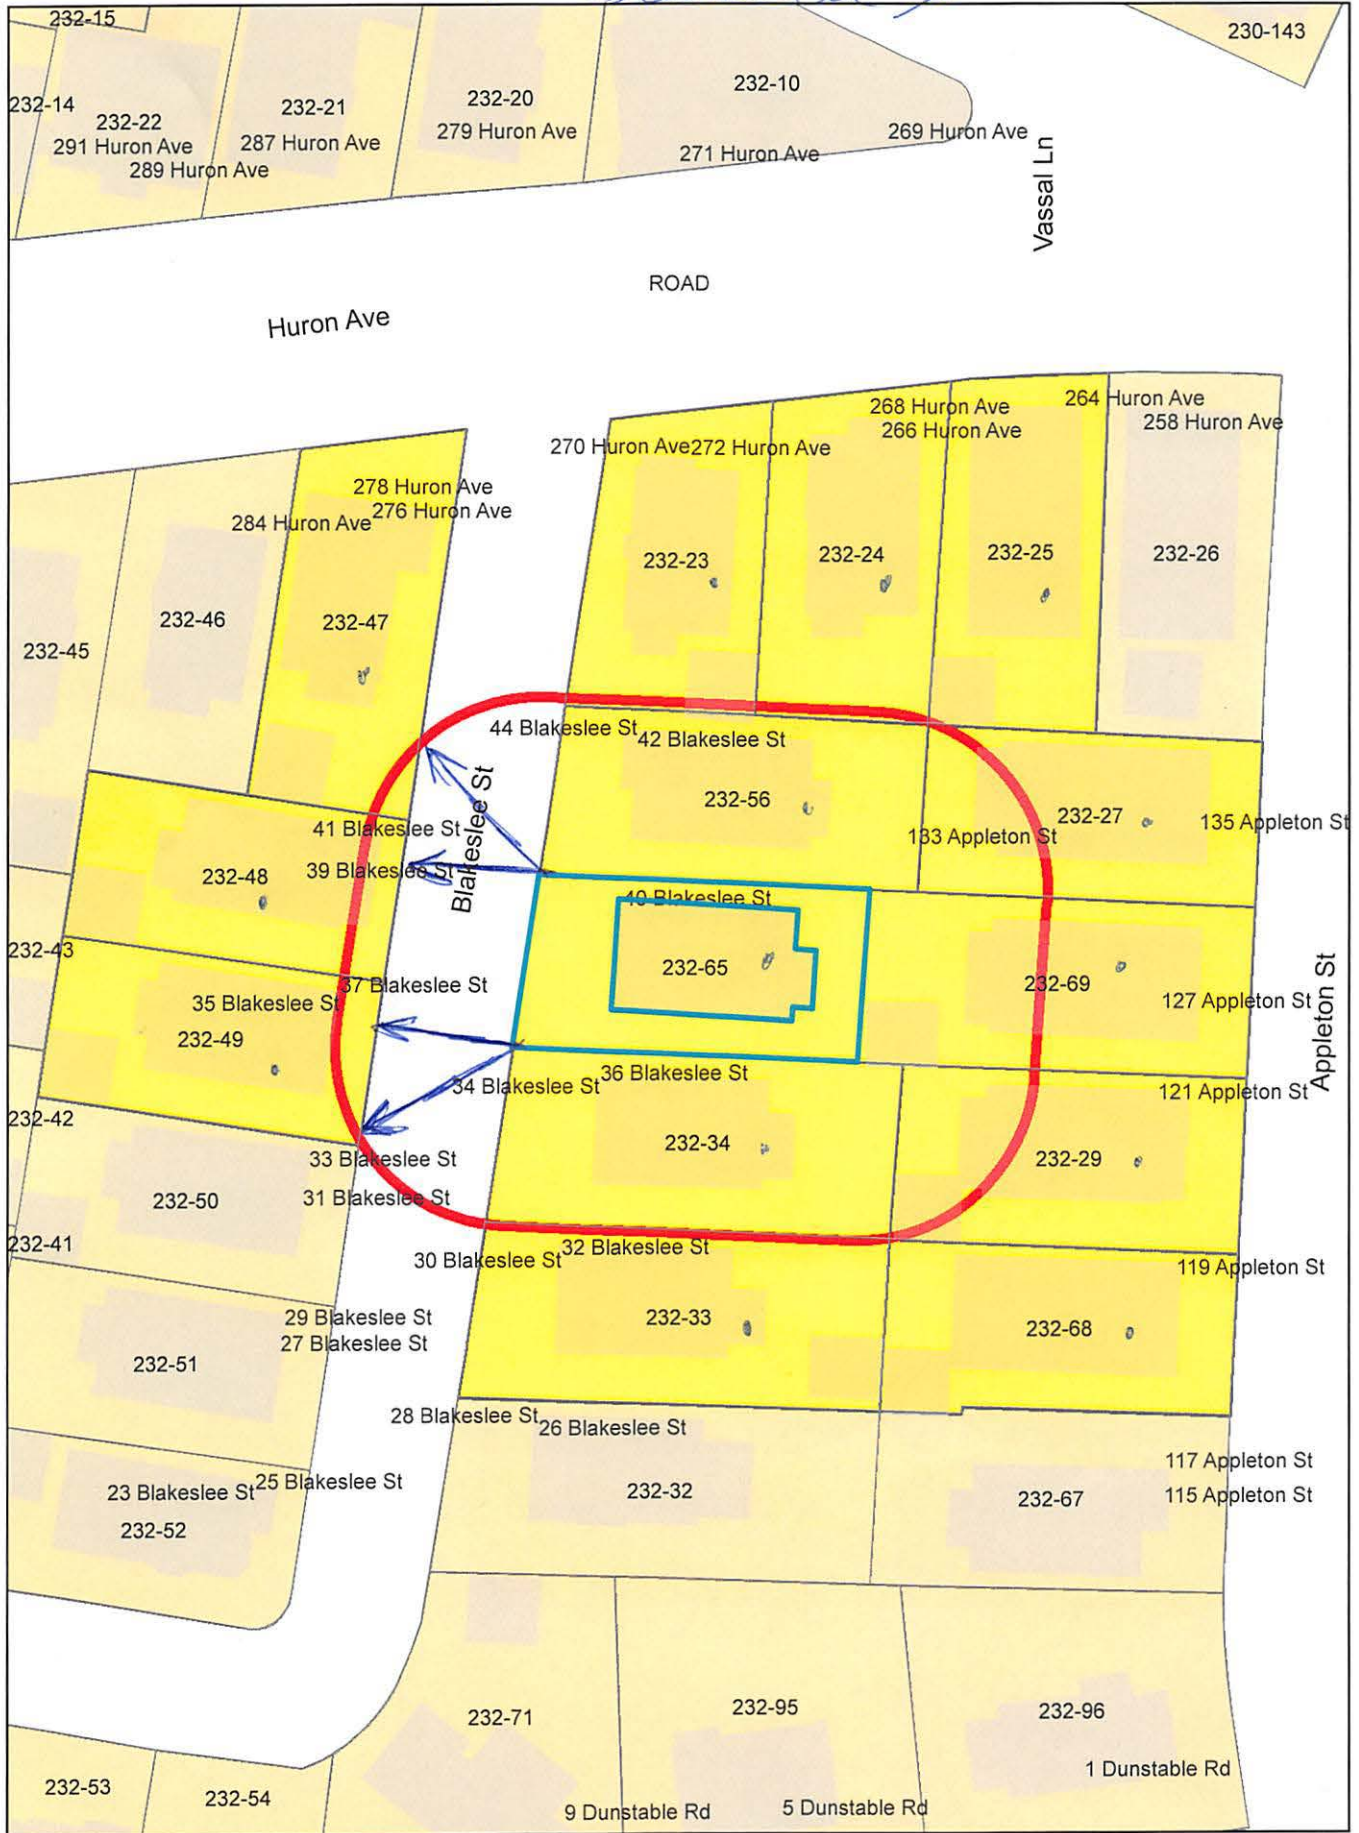 232-15
230-143
232-14
232-22
291 Huron Ave
289 Huron Ave
232-21
287 Huron Ave
232-20
279 Huron Ave
232-10
271 Huron Ave
269 Huron Ave
Vassal Ln
ROAD
Huron Ave
264 Huron Ave
258 Huron Ave
268 Huron Ave
266 Huron Ave
270 Huron Ave
272 Huron Ave
278 Huron Ave
276 Huron Ave
284 Huron Ave
232-23
232-24
232-25
232-26
232-47
232-46
232-45
44 Blakeslee St
42 Blakeslee St
232-56
232-27
135 Appleton St
133 Appleton St
41 Blakeslee St
39 Blakeslee St
232-48
Blakeslee St
40 Blakeslee St
232-43
232-65
232-69
127 Appleton St
Appleton St
37 Blakeslee St
35 Blakeslee St
232-49
36 Blakeslee St
34 Blakeslee St
121 Appleton St
232-42
232-34
232-29
33 Blakeslee St
31 Blakeslee St
232-50
232-41
32 Blakeslee St
30 Blakeslee St
119 Appleton St
29 Blakeslee St
27 Blakeslee St
232-33
232-68
232-51
28 Blakeslee St
26 Blakeslee St
117 Appleton St
115 Appleton St
25 Blakeslee St
23 Blakeslee St
232-52
232-32
232-67
232-71
232-95
232-96
1 Dunstable Rd
232-53
232-54
9 Dunstable Rd
5 Dunstable Rd